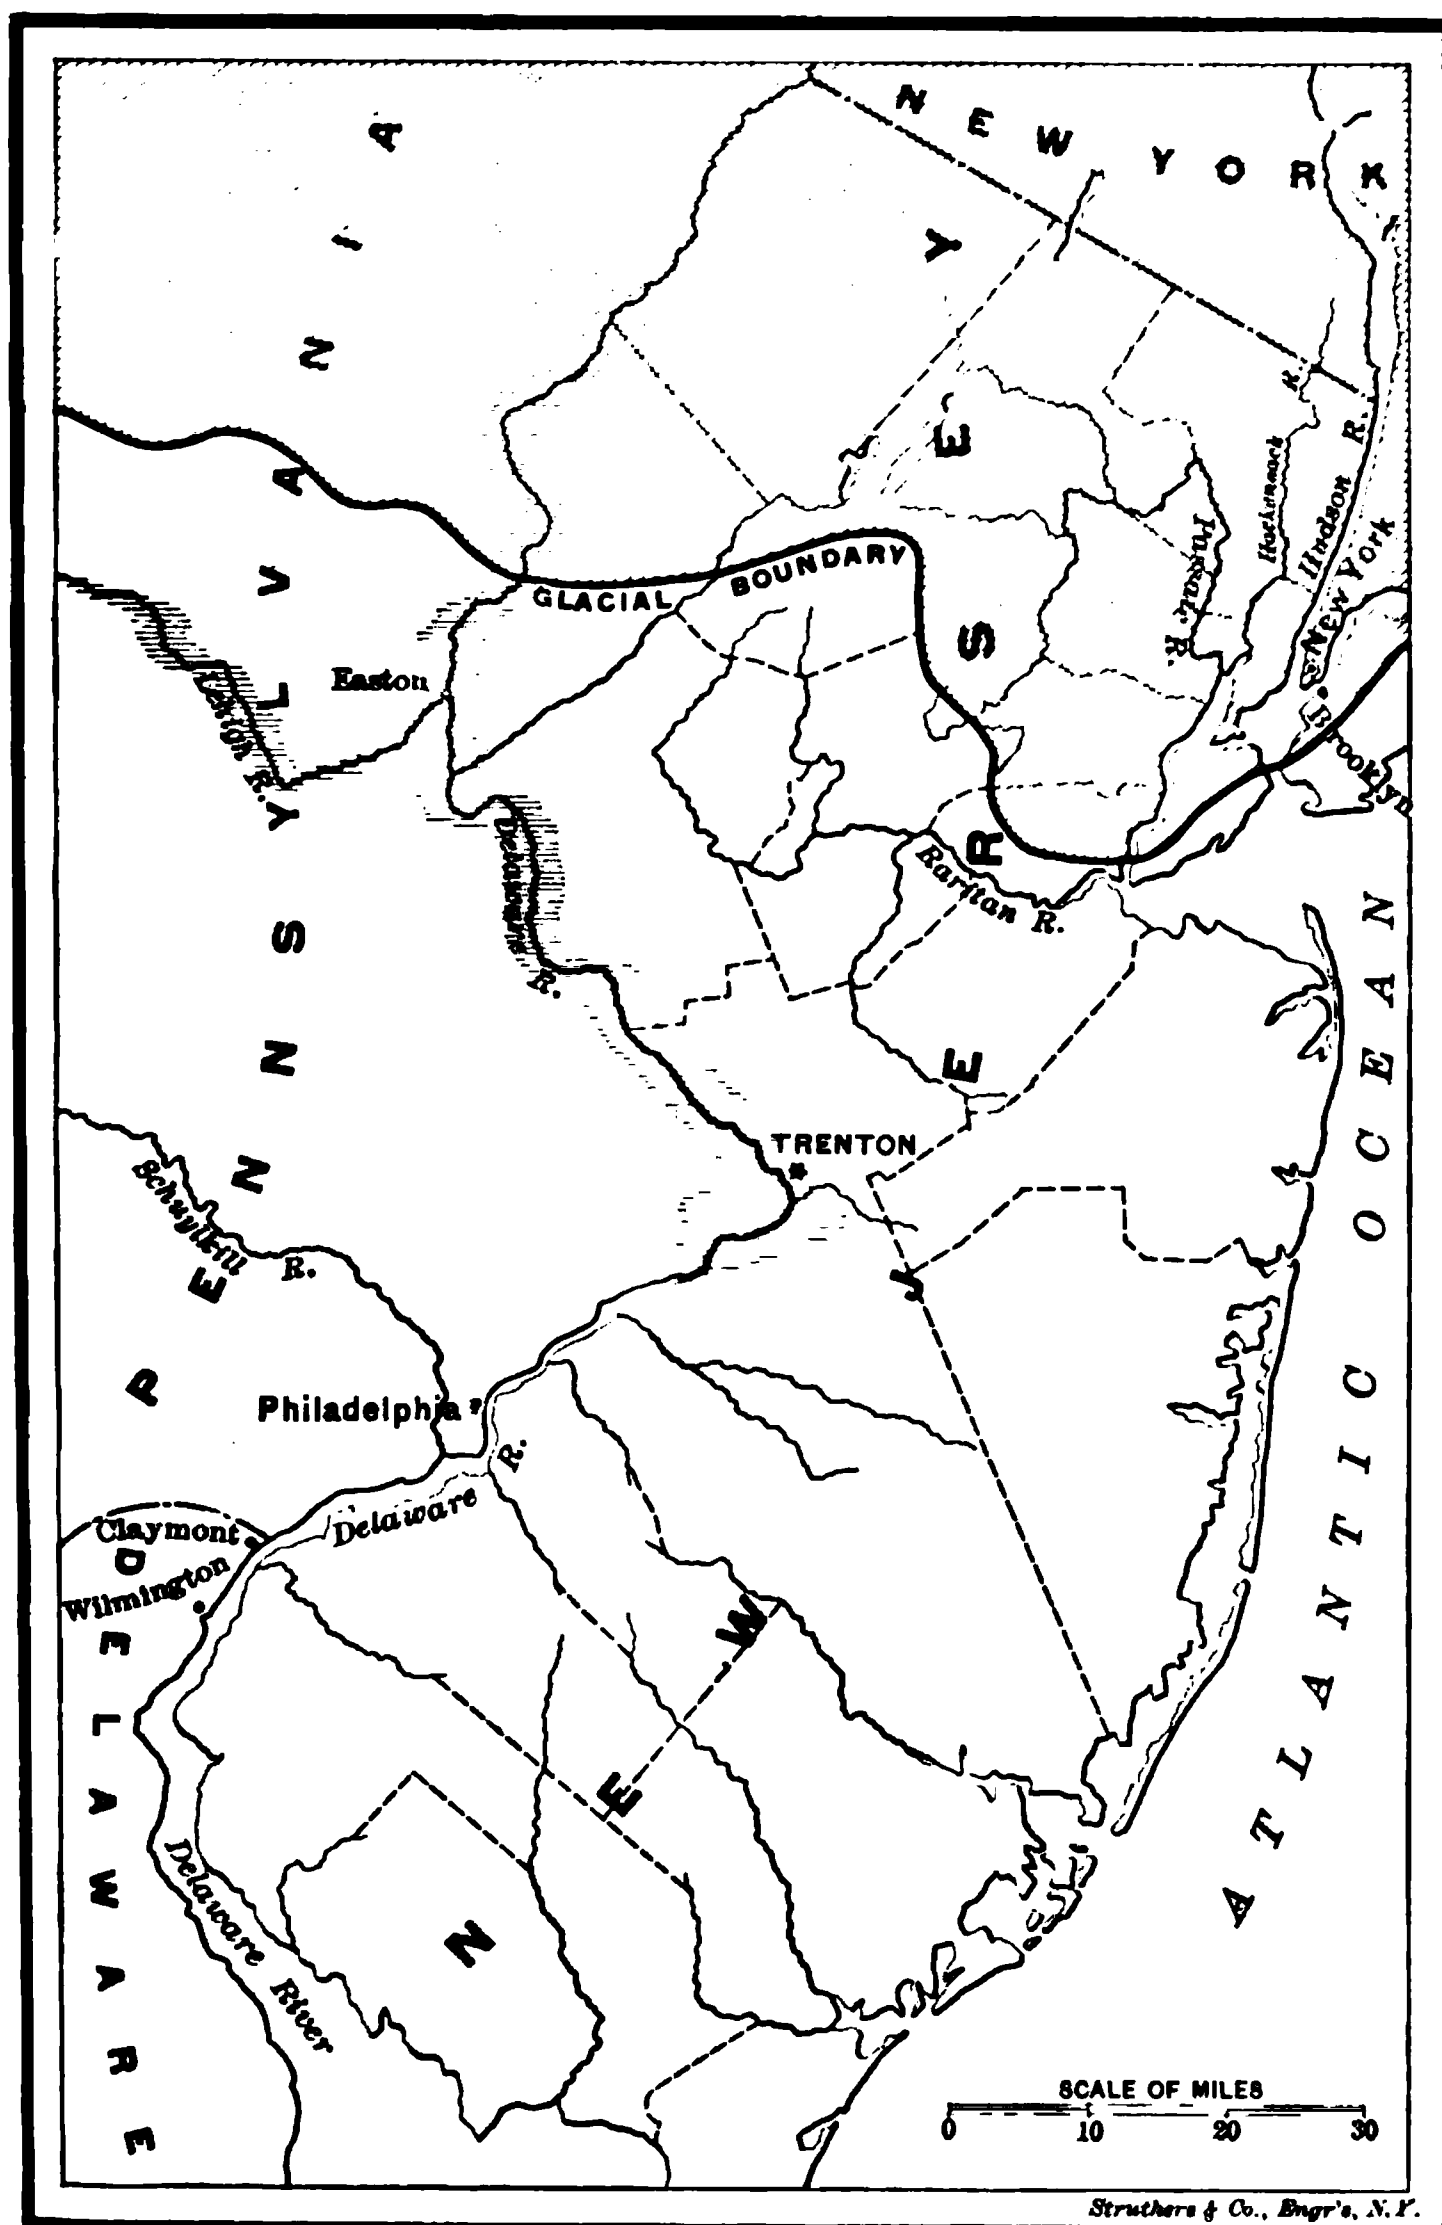 NEW YORK
PENNSYLVANIA
NEW JERSEY
DELAWARE
ATLANTIC OCEAN
GLACIAL BOUNDARY
Hackensack R.
Hudson R.
Passaic R.
New York
Brooklyn
Easton
Lehigh R.
Delaware R.
Raritan R.
TRENTON
Schuylkill R.
Philadelphia
Delaware R.
Claymont
Wilmington
Delaware River
SCALE OF MILES
0 10 20 30
Struthers & Co., Engr's, N.Y.